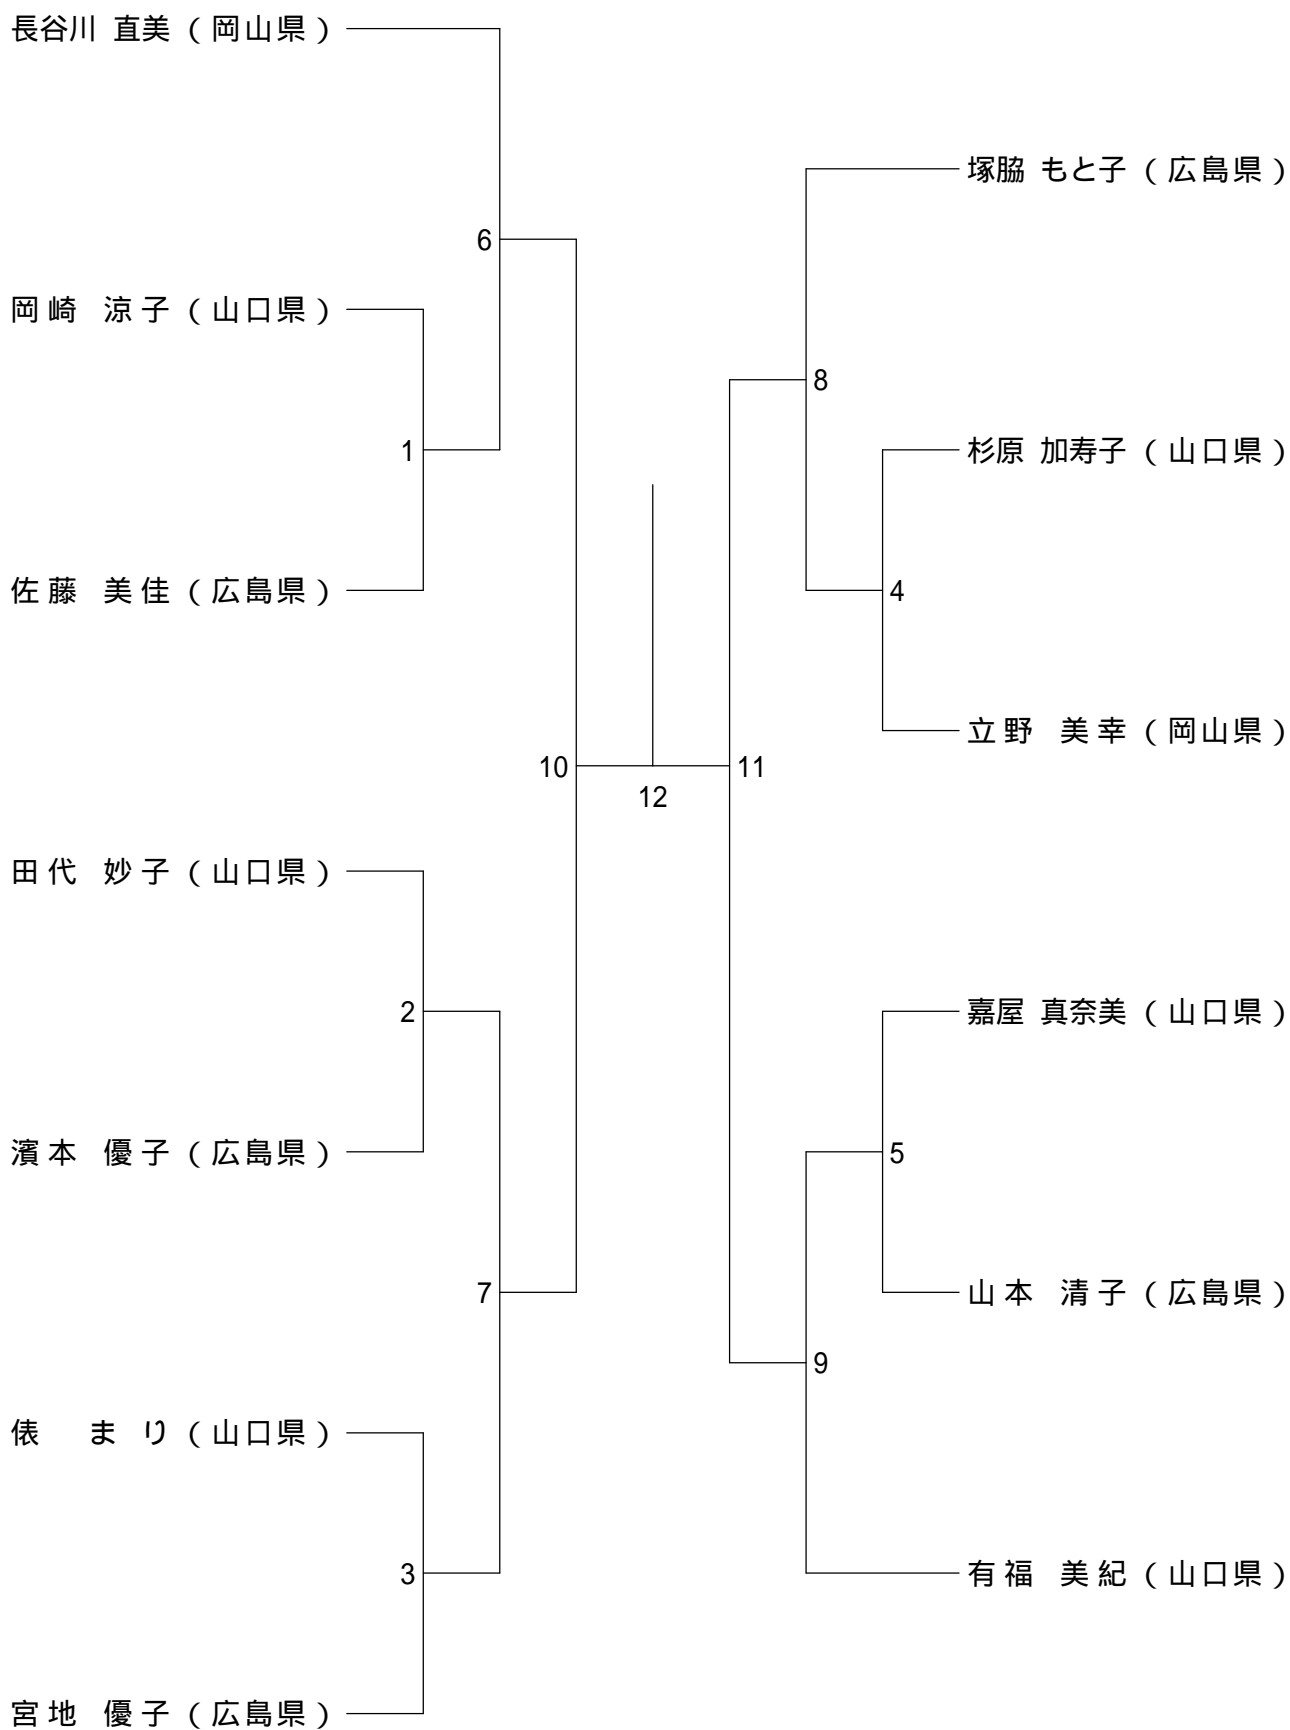 長谷川 直美 ( 岡山県 )
塚脇 もと子 ( 広島県 )
6
岡崎 涼子 ( 山口県 )
8
1
杉原 加寿子 ( 山口県 )
佐藤 美佳 ( 広島県 )
4
立野 美幸 ( 岡山県 )
10
11
12
田代 妙子 ( 山口県 )
2
嘉屋 真奈美 ( 山口県 )
濱本 優子 ( 広島県 )
5
7
山本 清子 ( 広島県 )
9
俵 まり ( 山口県 )
3
有福 美紀 ( 山口県 )
宮地 優子 ( 広島県 )